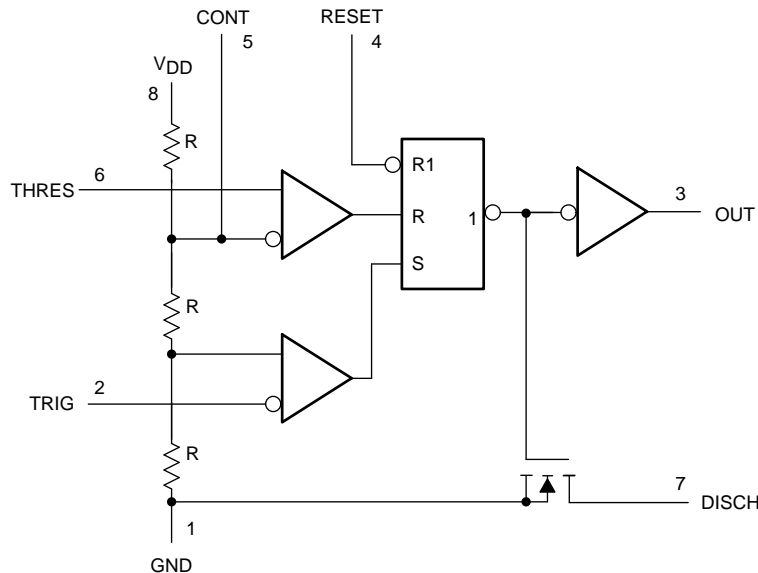 CONT
5
RESET
4
VDD
8
R
6
THRES
R1
R
1
S
3
OUT
R
2
TRIG
R
7
DISCH
1
GND